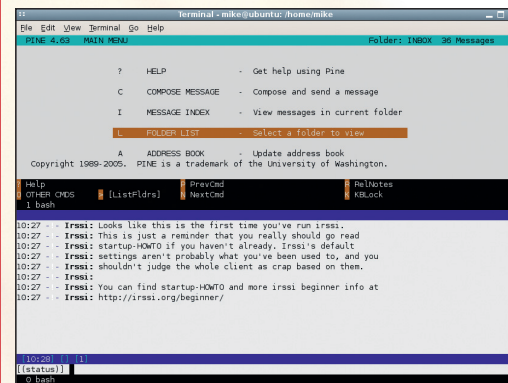 Terminal - mike@ubuntu: /home/mike
File Edit View Terminal Go Help
PINE 4.63 MAIN MENU Folder: INBOX 36 Messages
? HELP - Get help using Pine
C COMPOSE MESSAGE - Compose and send a message
I MESSAGE INDEX - View messages in current folder
L FOLDER LIST - Select a folder to view
A ADDRESS BOOK - Update address book
Copyright 1989-2005. PINE is a trademark of the University of Washington.
? Help P PrevCmd R RelNotes
O OTHER CMDS > [ListFldrs] N NextCmd K KBLock
1 bash
10:27 - - Irssi: Looks like this is the first time you've run irssi.
10:27 - - Irssi: This is just a reminder that you really should go read
10:27 - - Irssi: startup-HOWTO if you haven't already. Irssi's default
10:27 - - Irssi: settings aren't probably what you've been used to, and you
10:27 - - Irssi: shouldn't judge the whole client as crap based on them.
10:27 - - Irssi:
10:27 - - Irssi: You can find startup-HOWTO and more irssi beginner info at
10:27 - - Irssi: http://irssi.org/beginner/
[10:28] [] [1]
[(status)]
0 bash